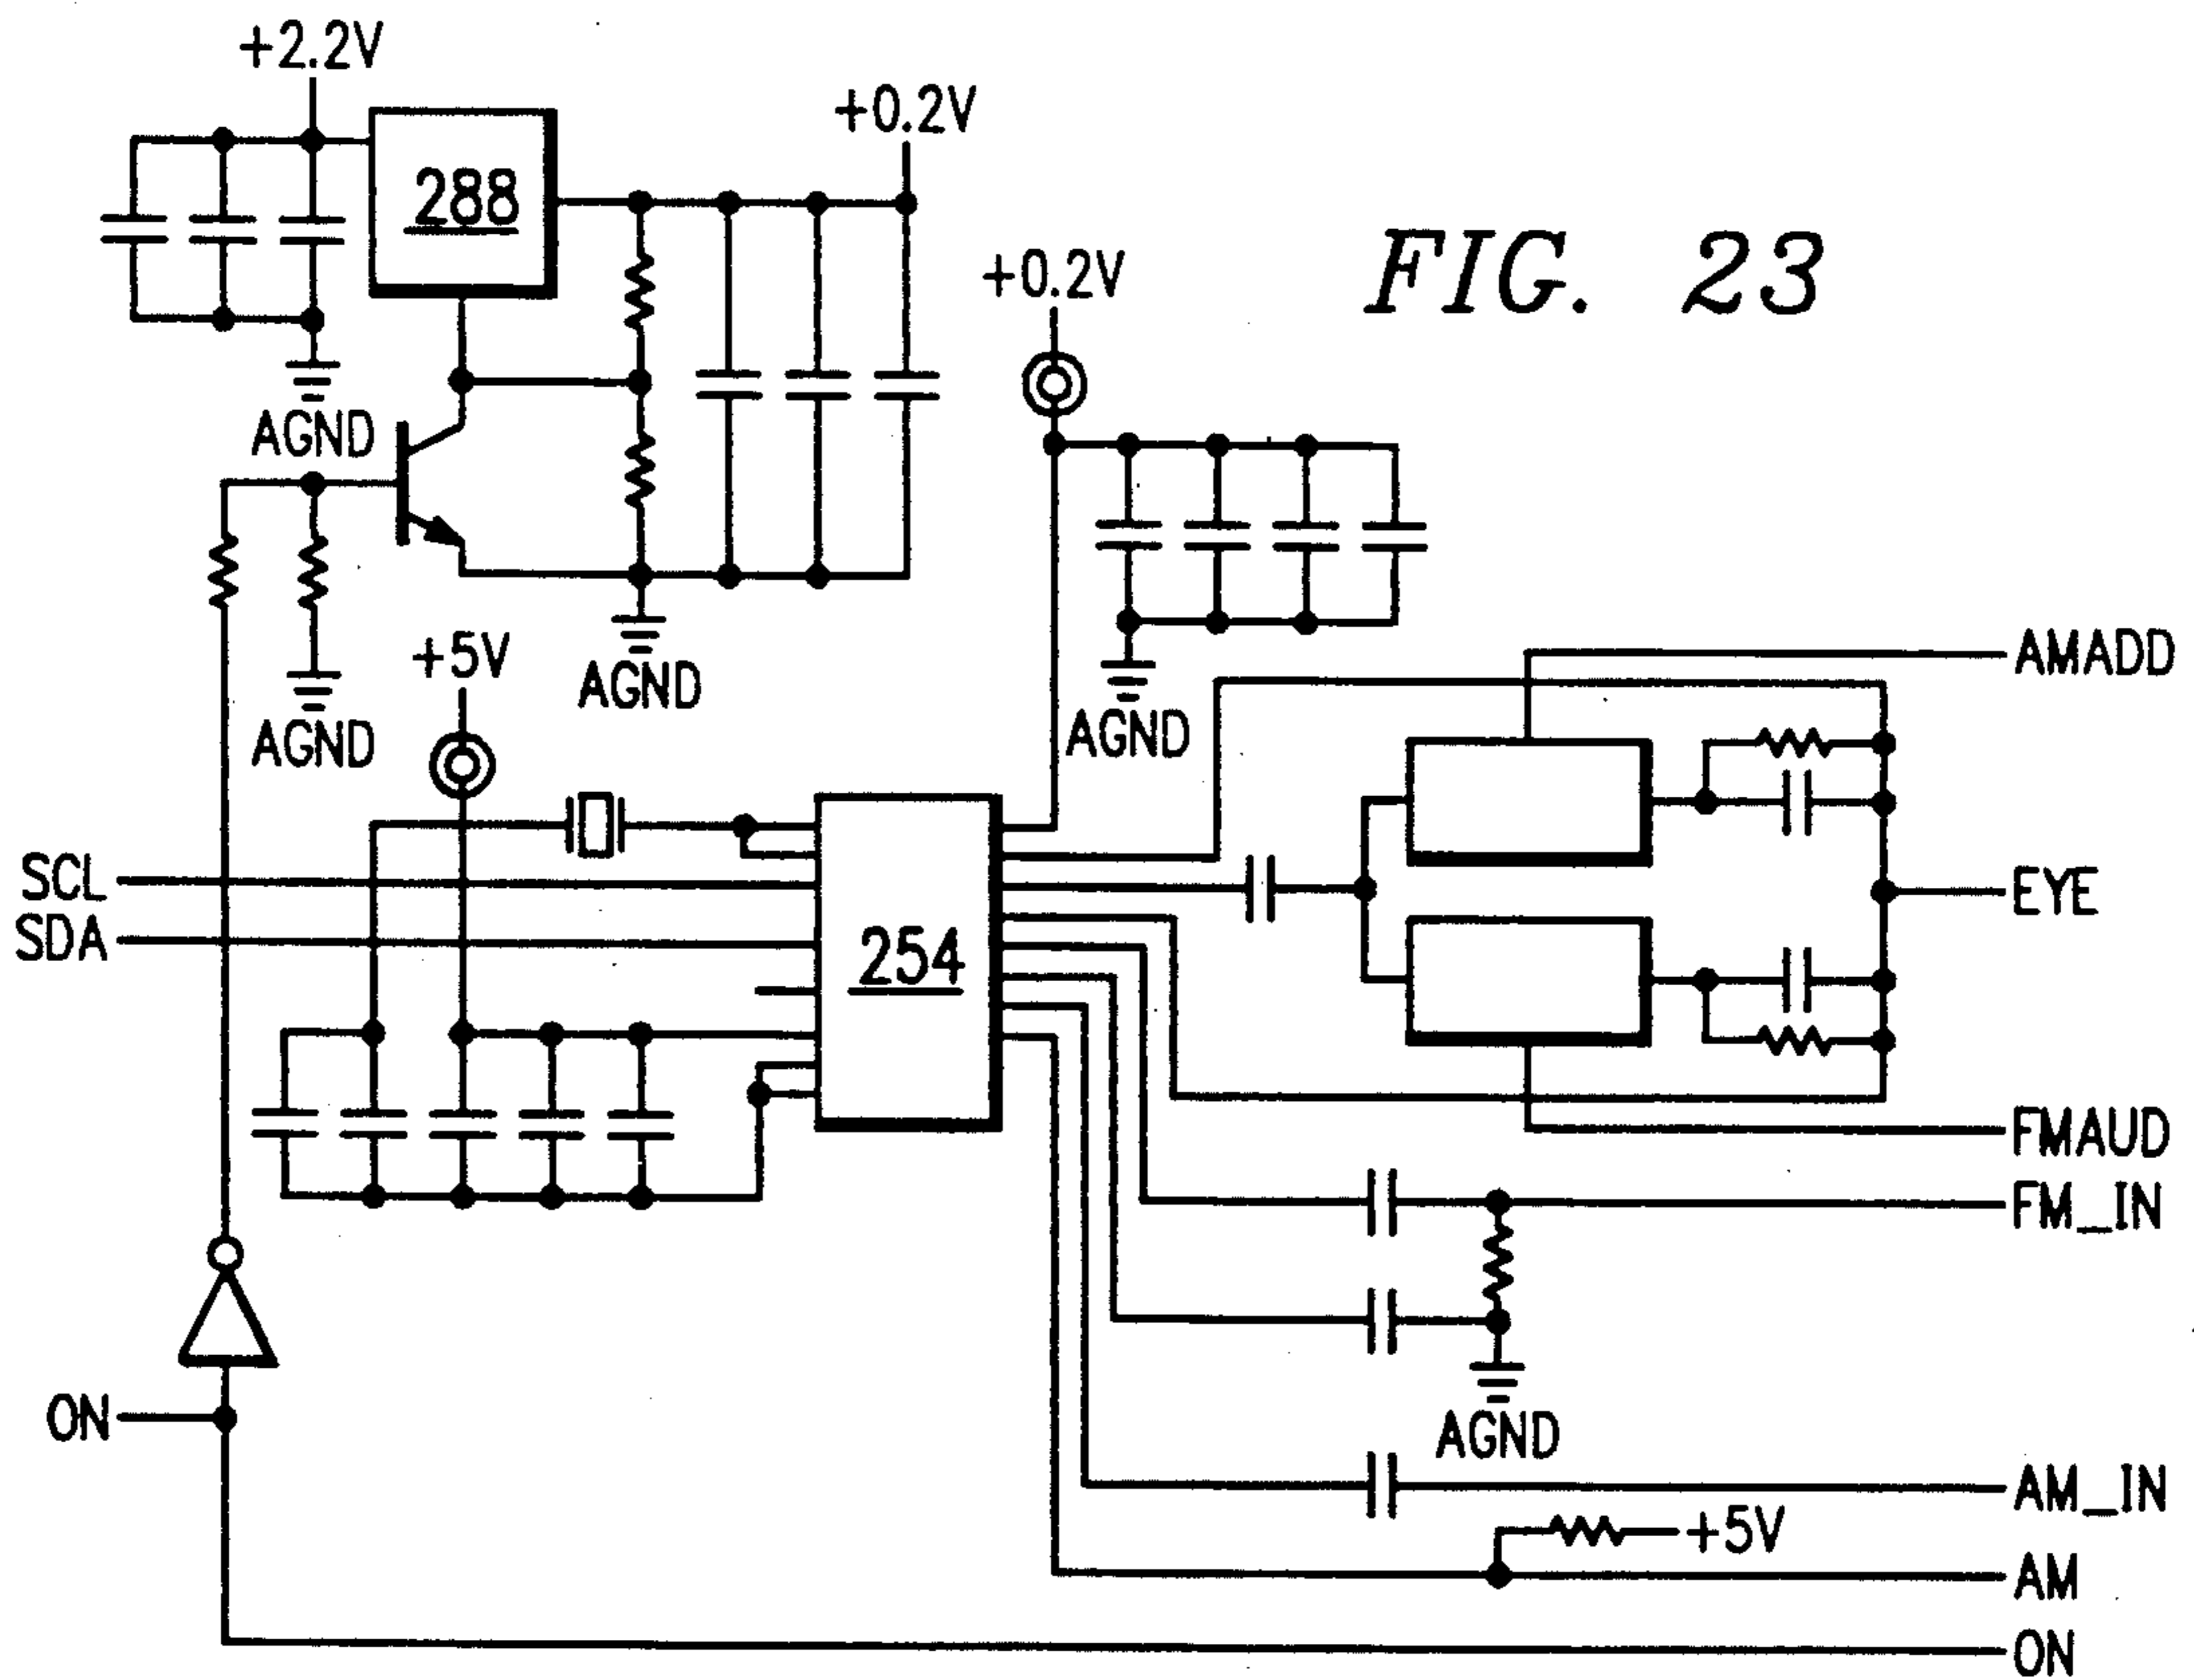 +2.2V
+0.2V
288
FIG. 23
+0.2V
AGND
+5V
AGND
AGND
AGND
AMADD
SCL
EYE
SDA
254
FMAUD
FM_IN
ON
AGND
AM_IN
+5V
AM
ON